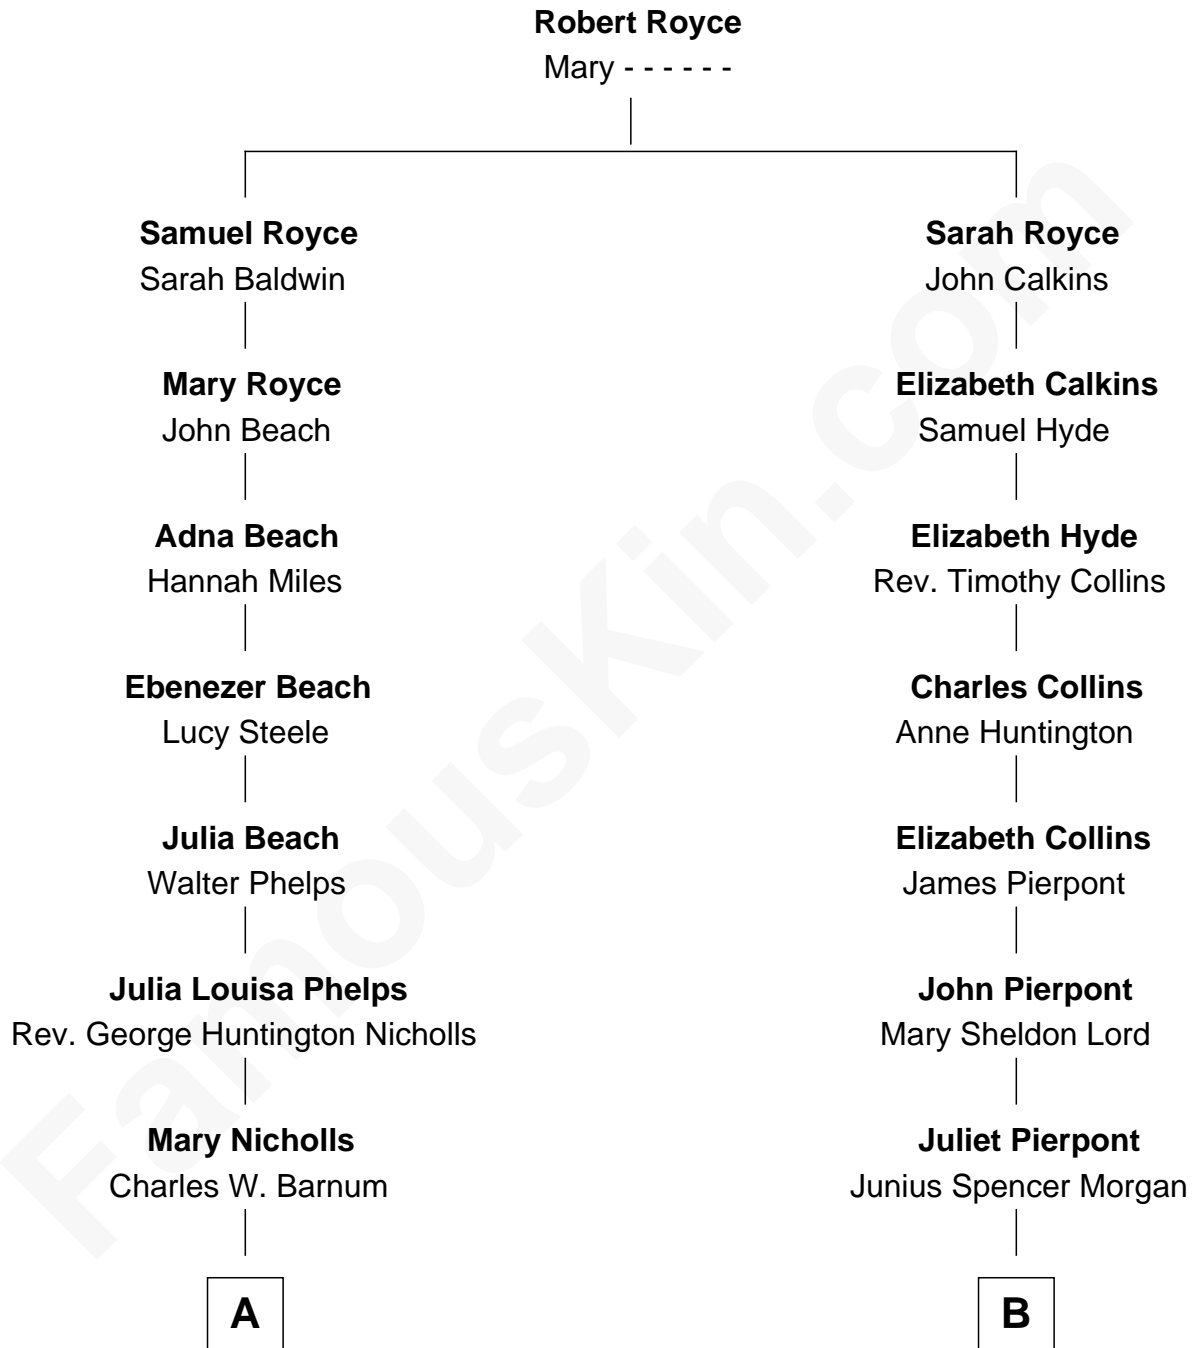 Robert Royce
Mary - - - - - -
Samuel Royce
Sarah Baldwin
Sarah Royce
John Calkins
Mary Royce
John Beach
Elizabeth Calkins
Samuel Hyde
Adna Beach
Hannah Miles
Elizabeth Hyde
Rev. Timothy Collins
Ebenezer Beach
Lucy Steele
Charles Collins
Anne Huntington
Julia Beach
Walter Phelps
Elizabeth Collins
James Pierpont
Julia Louisa Phelps
Rev. George Huntington Nicholls
John Pierpont
Mary Sheldon Lord
Mary Nicholls
Charles W. Barnum
Juliet Pierpont
Junius Spencer Morgan
A
B
FamousKin.com